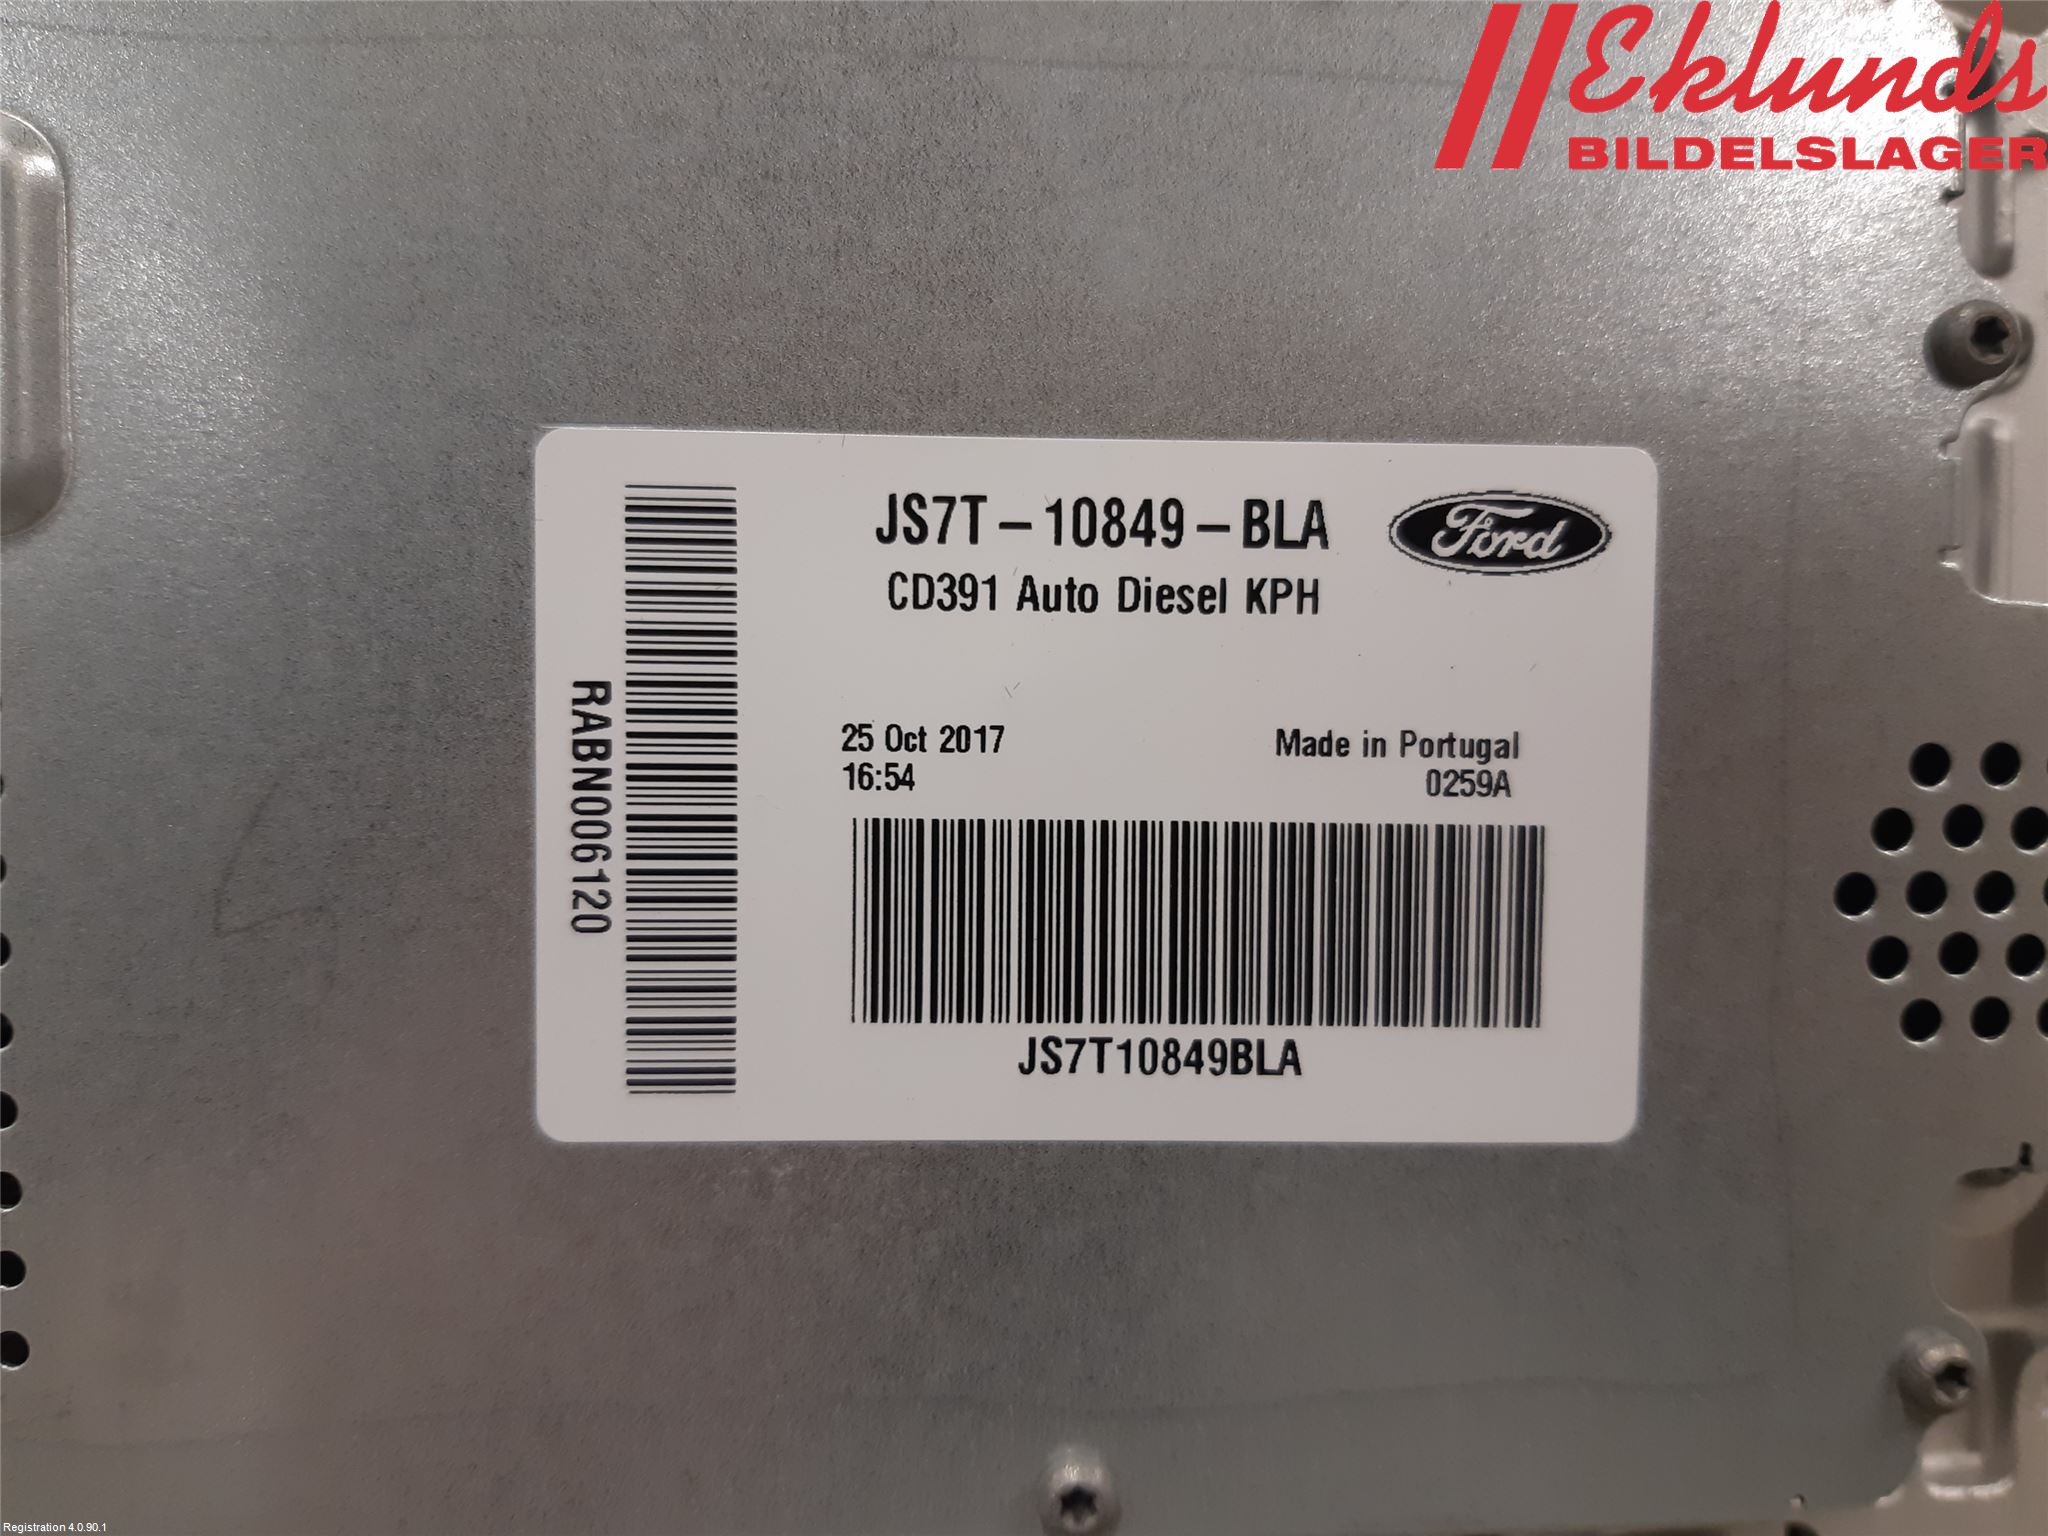 Eklunds
BILDELSLAGER
JS7T-10849-BLA
Ford
CD391 Auto Diesel KPH
RABN006120
25 Oct 2017
Made in Portugal
16:54
0259A
JS7T10849BLA
Registration 4.0.90.1